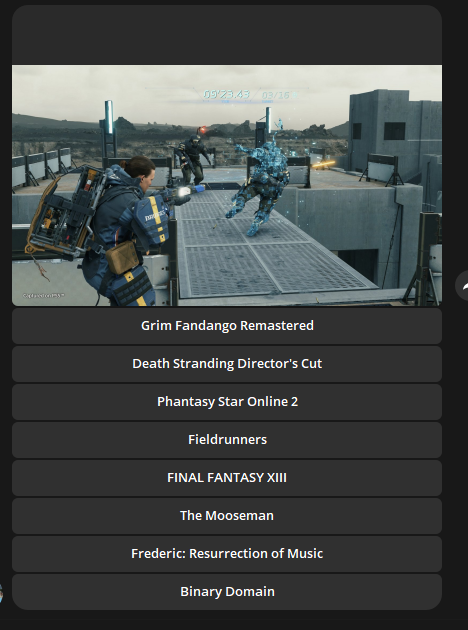 Grim Fandango Remastered
Death Stranding Director's Cut
Phantasy Star Online 2
Fieldrunners
FINAL FANTASY XIII
The Mooseman
Frederic: Resurrection of Music
Binary Domain